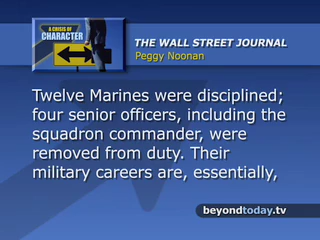 A CRISIS OF
CHARACTER
THE WALL STREET JOURNAL
Peggy Noonan
Twelve Marines were disciplined;
four senior officers, including the
squadron commander, were
removed from duty. Their
military careers are, essentially,
beyondtoday.tv